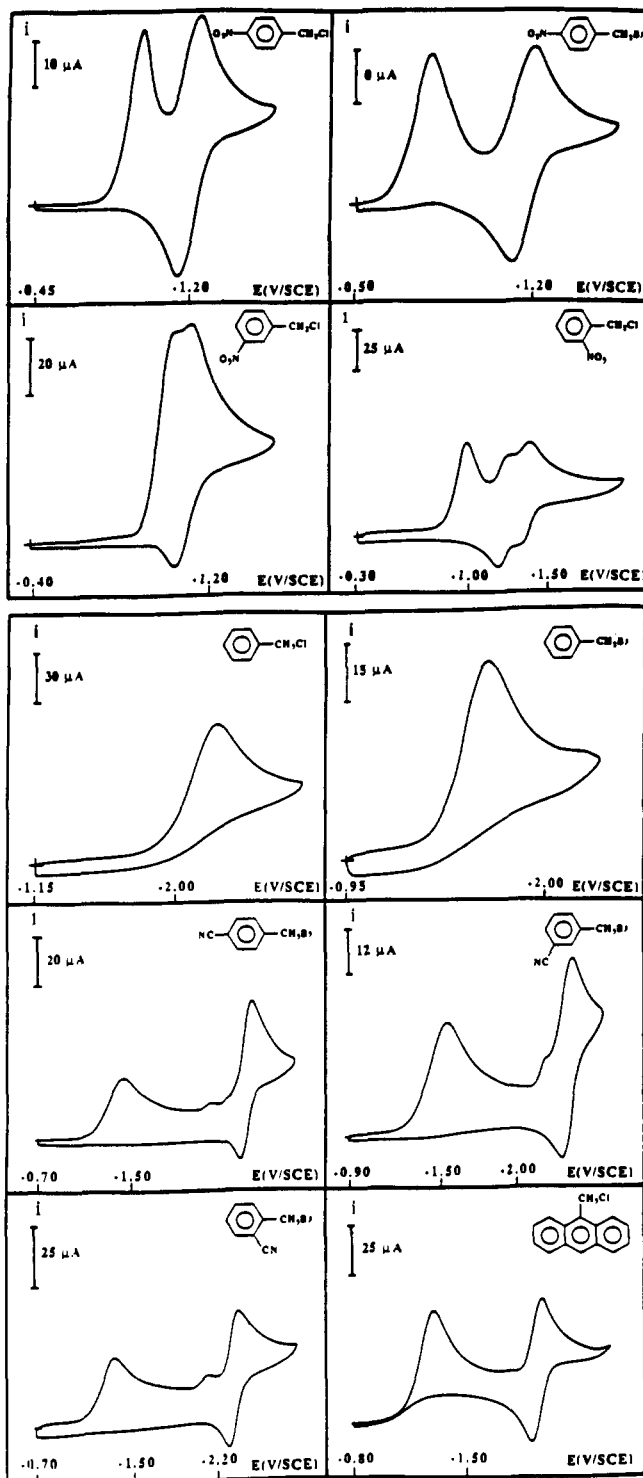 i
O₂N
CH₂Cl
10 µA
-0.45
-1.20
E(V/SCE)
i
O₂N
CH₂Br
µA
-0.50
-1.20
E(V/SCE)
i
CH₂Cl
O₂N
20 µA
-0.40
-1.20
E(V/SCE)
i
CH₂Cl
NO₂
25 µA
-0.30
-1.00
-1.50
E(V/SCE)
i
CH₂Cl
30 µA
-1.15
-2.00
E(V/SCE)
i
CH₂Br
15 µA
-0.95
-2.00
E(V/SCE)
i
NC
CH₂Br
20 µA
-0.70
-1.50
-2.20
E(V/SCE)
i
CH₂Br
NC
12 µA
-0.90
-1.50
-2.00
E(V/SCE)
i
CH₂Br
CN
25 µA
-0.70
-1.50
-2.20
E(V/SCE)
i
CH₂Cl
25 µA
-0.80
-1.50
E(V/SCE)